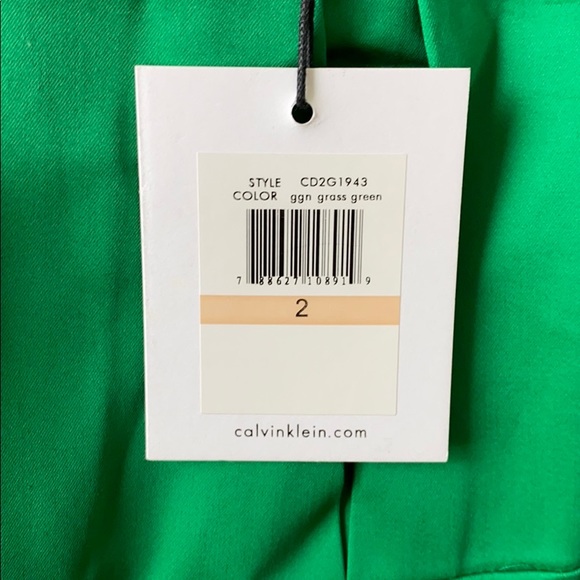 STYLE CD2G1943
COLOR ggn grass green
7 88627 10891 9
2
calvinklein.com